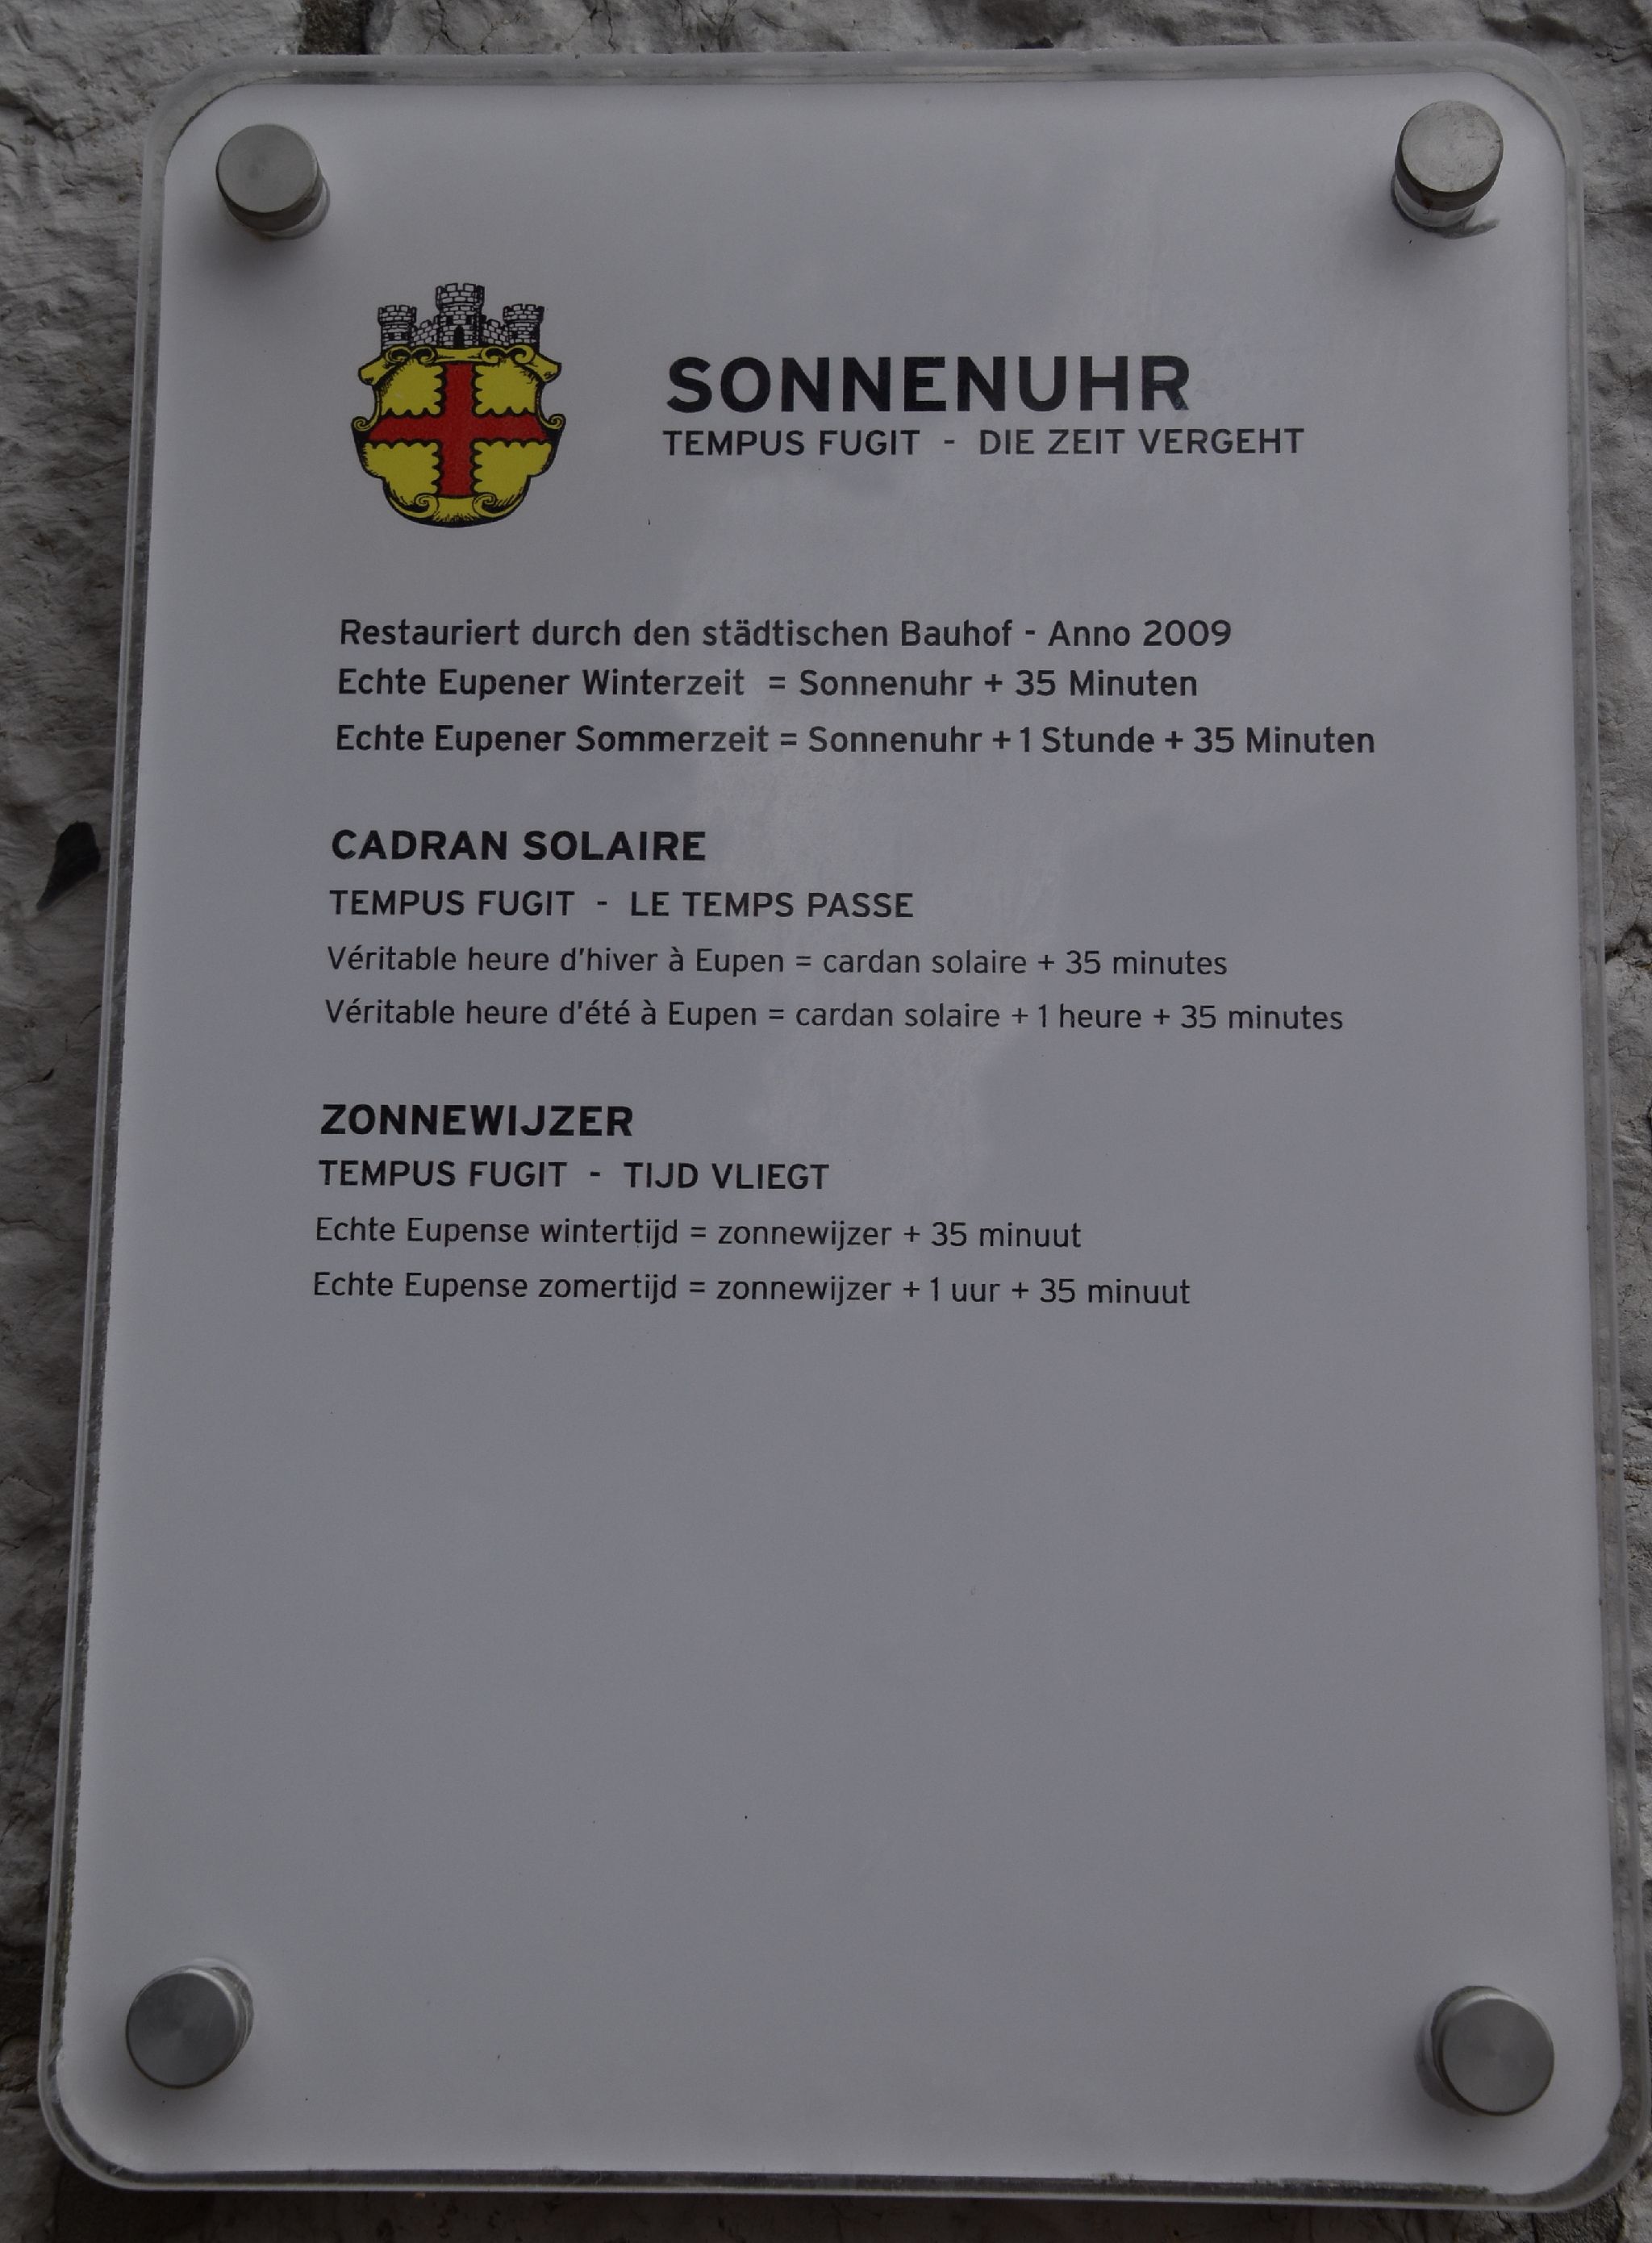 SONNENUHR
TEMPUS FUGIT - DIE ZEIT VERGEHT
Restauriert durch den städtischen Bauhof - Anno 2009
Echte Eupener Winterzeit = Sonnenuhr + 35 Minuten
Echte Eupener Sommerzeit = Sonnenuhr + 1 Stunde + 35 Minuten
CADRAN SOLAIRE
TEMPUS FUGIT - LE TEMPS PASSE
Véritable heure d'hiver à Eupen = cardan solaire + 35 minutes
Véritable heure d'été à Eupen = cardan solaire + 1 heure + 35 minutes
ZONNEWIJZER
TEMPUS FUGIT - TIJD VLIEGT
Echte Eupense wintertijd = zonnewijzer + 35 minuut
Echte Eupense zomertijd = zonnewijzer + 1 uur + 35 minuut